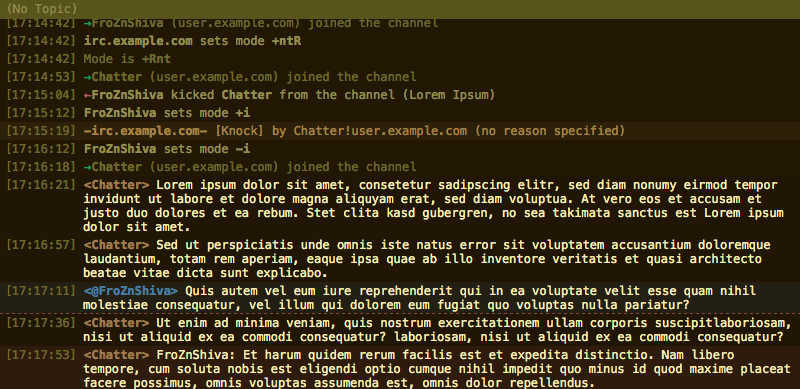 (No Topic)
[17:14:42] →FroZnShiva (user.example.com) joined the channel
[17:14:42] irc.example.com sets mode +ntR
[17:14:42] Mode is +Rnt
[17:14:53] →Chatter (user.example.com) joined the channel
[17:15:04] ←FroZnShiva kicked Chatter from the channel (Lorem Ipsum)
[17:15:12] FroZnShiva sets mode +i
[17:15:19] -irc.example.com- [Knock] by Chatter!user.example.com (no reason specified)
[17:16:12] FroZnShiva sets mode -i
[17:16:18] →Chatter (user.example.com) joined the channel
[17:16:21] <Chatter> Lorem ipsum dolor sit amet, consetetur sadipscing elitr, sed diam nonumy eirmod tempor
invidunt ut labore et dolore magna aliquyam erat, sed diam voluptua. At vero eos et accusam et
justo duo dolores et ea rebum. Stet clita kasd gubergren, no sea takimata sanctus est Lorem ipsum
dolor sit amet.
[17:16:57] <Chatter> Sed ut perspiciatis unde omnis iste natus error sit voluptatem accusantium doloremque
laudantium, totam rem aperiam, eaque ipsa quae ab illo inventore veritatis et quasi architecto
beatae vitae dicta sunt explicabo.
[17:17:11] <@FroZnShiva> Quis autem vel eum iure reprehenderit qui in ea voluptate velit esse quam nihil
molestiae consequatur, vel illum qui dolorem eum fugiat quo voluptas nulla pariatur?
[17:17:36] <Chatter> Ut enim ad minima veniam, quis nostrum exercitationem ullam corporis suscipitlaboriosam,
nisi ut aliquid ex ea commodi consequatur? laboriosam, nisi ut aliquid ex ea commodi consequatur?
[17:17:53] <Chatter> FroZnShiva: Et harum quidem rerum facilis est et expedita distinctio. Nam libero
tempore, cum soluta nobis est eligendi optio cumque nihil impedit quo minus id quod maxime placeat
facere possimus, omnis voluptas assumenda est, omnis dolor repellendus.